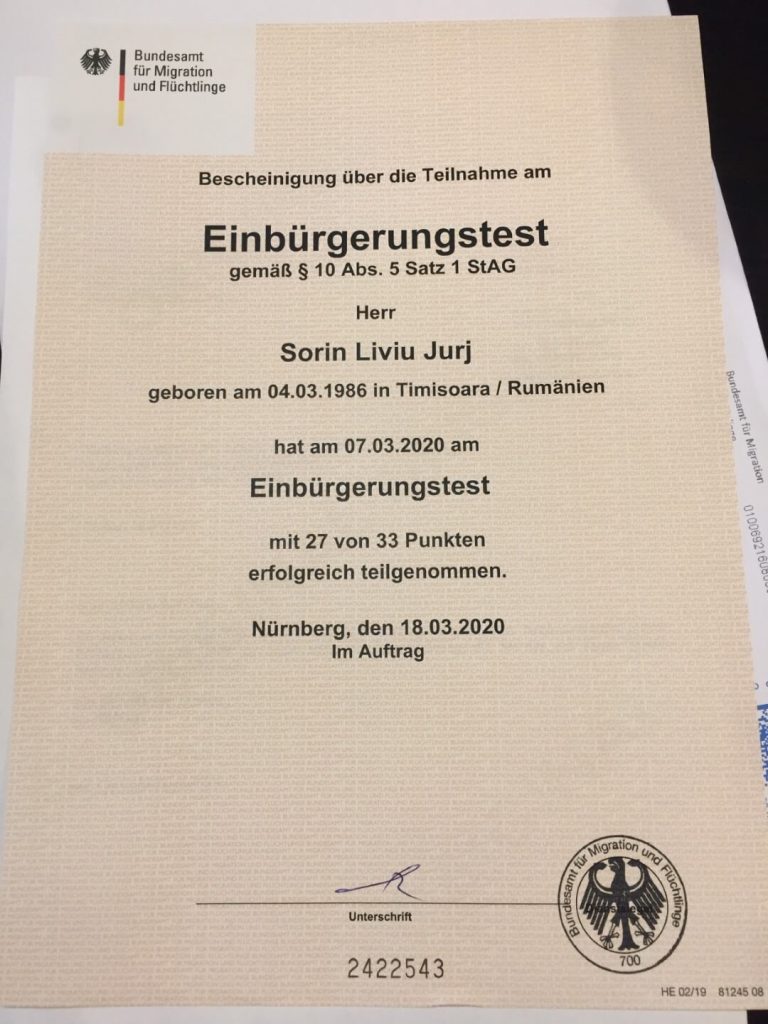 Bundesamt
für Migration
und Flüchtlinge
Bescheinigung über die Teilnahme am
Einbürgerungstest
gemäß § 10 Abs. 5 Satz 1 StAG
Herr
Sorin Liviu Jurj
geboren am 04.03.1986 in Timisoara / Rumänien
hat am 07.03.2020 am
Einbürgerungstest
mit 27 von 33 Punkten
erfolgreich teilgenommen.
Nürnberg, den 18.03.2020
Im Auftrag
Unterschrift
Bundesamt für Migration und Flüchtlinge
700
2422543
HE 02/19 81245 08
Bundesamt für Migration